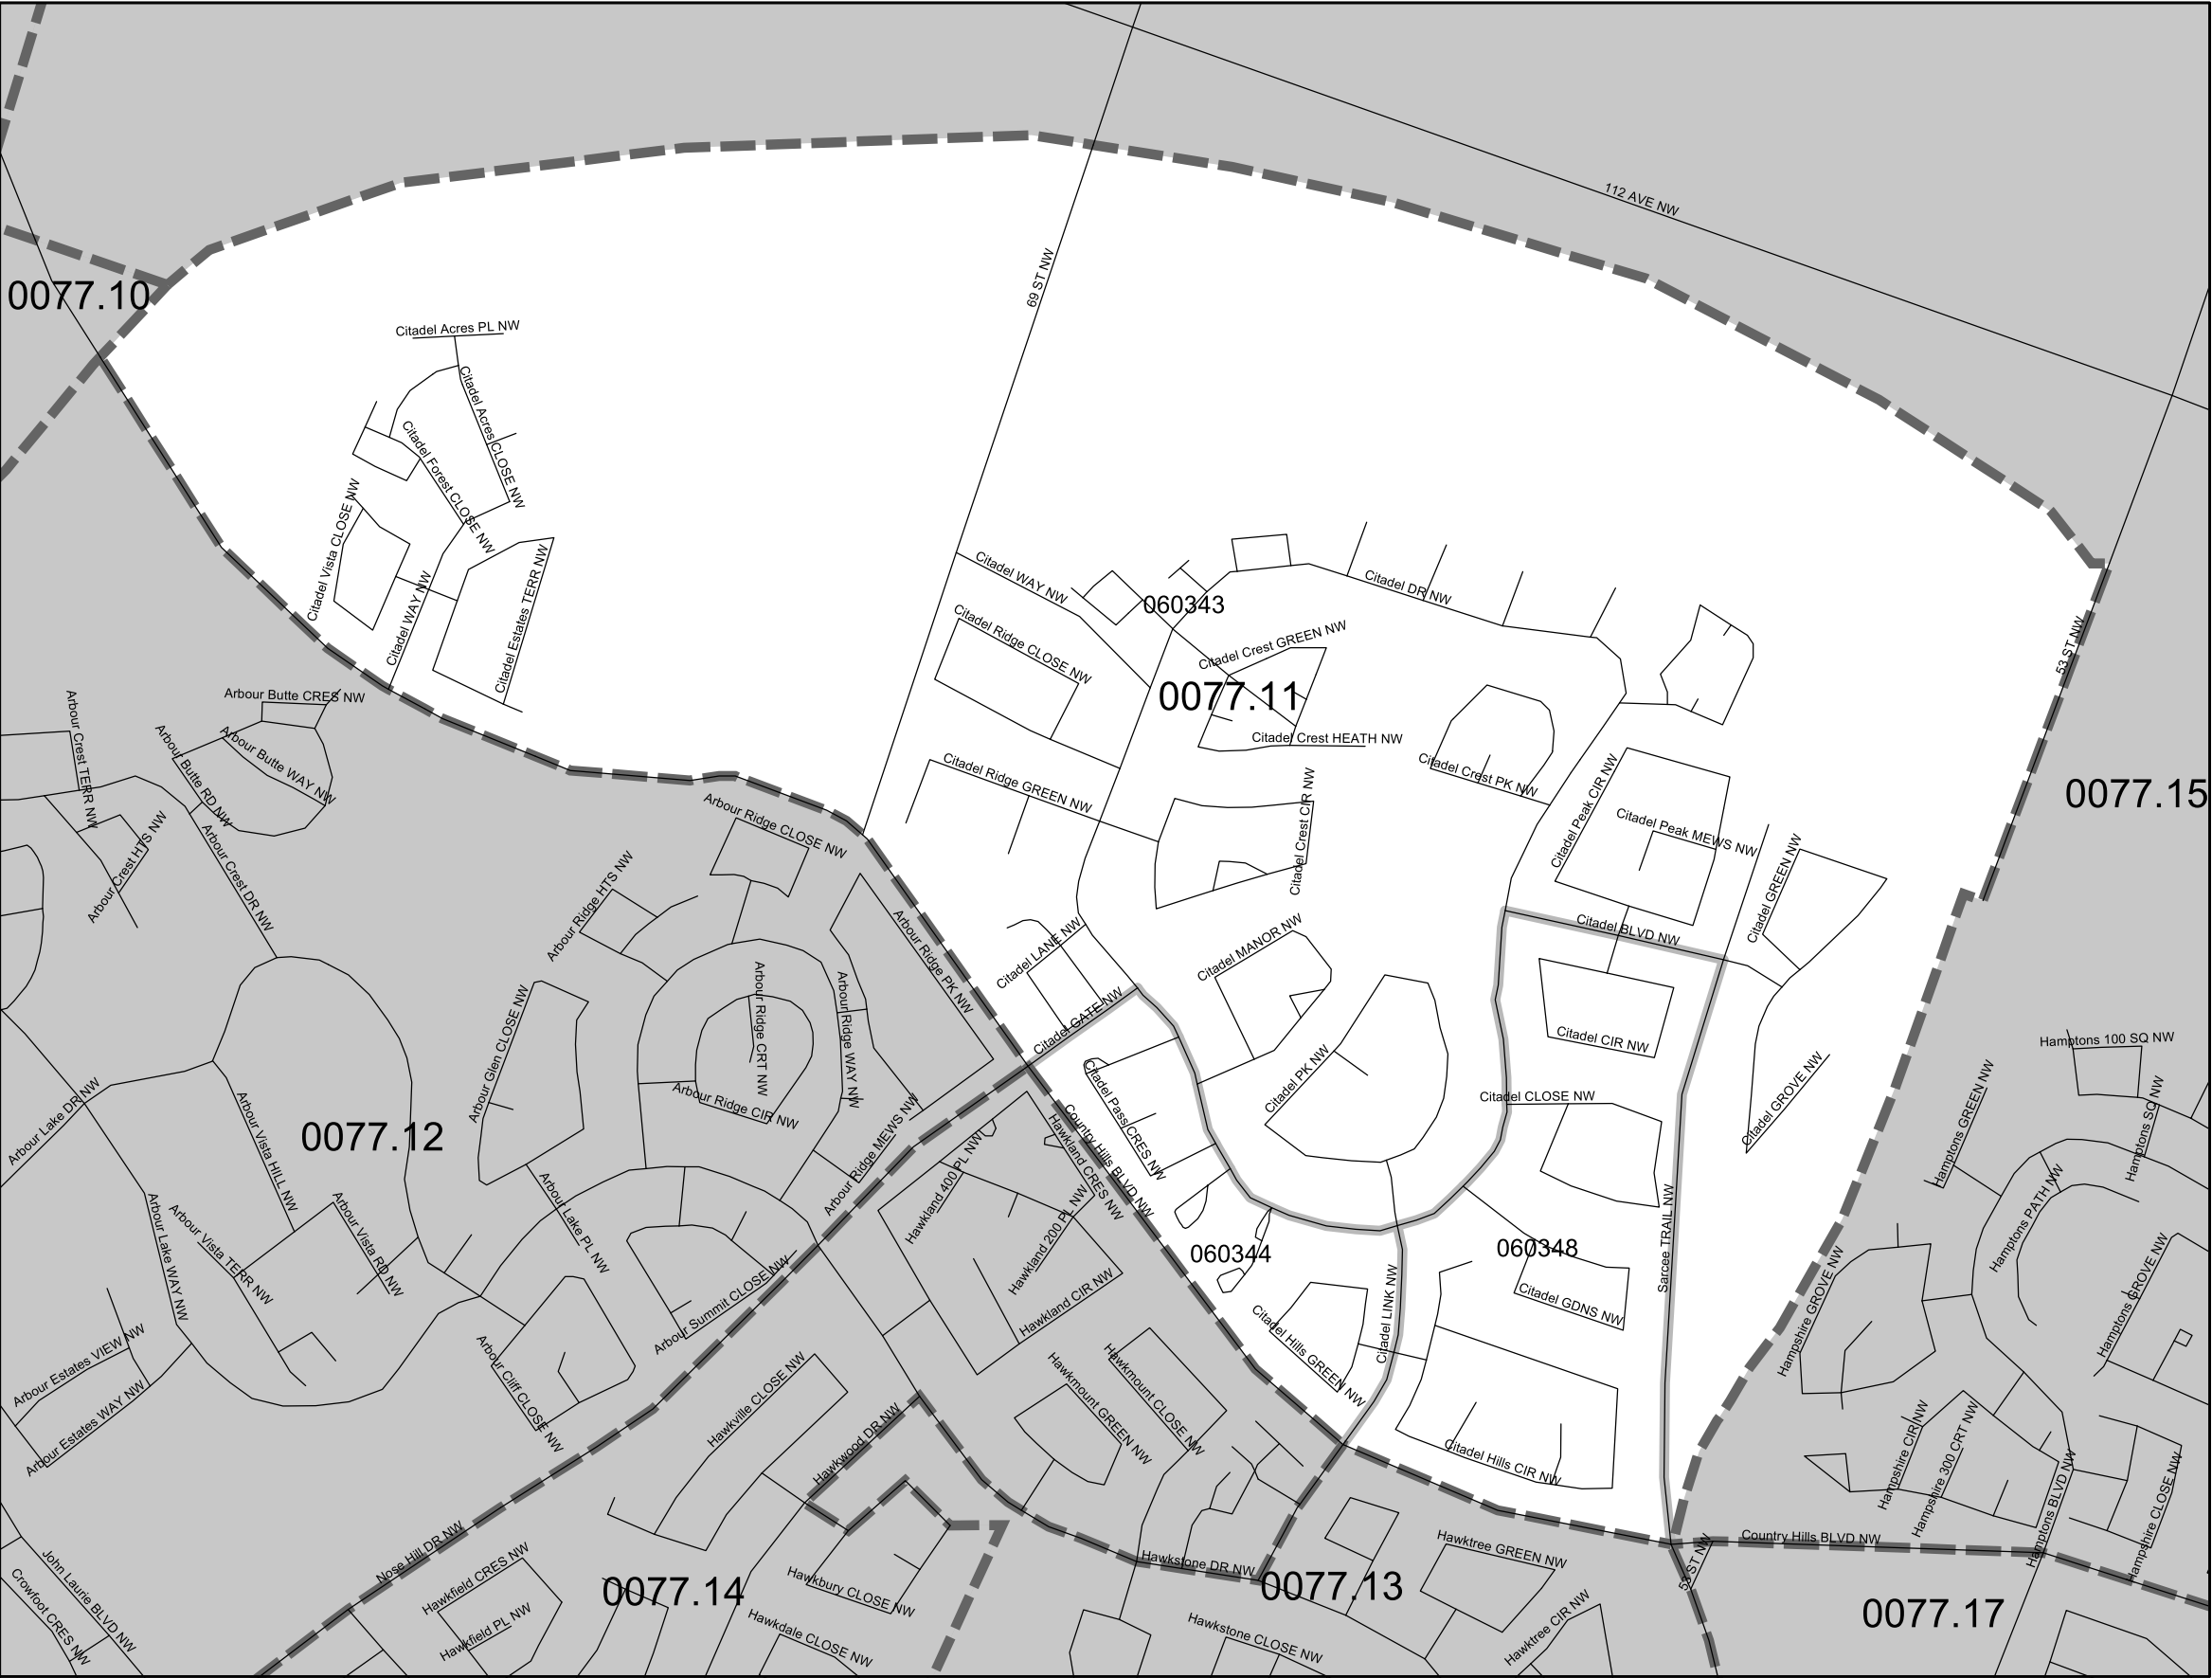 112 AVE NW
69 ST NW
0077.10
Citadel Acres PL NW
Citadel Acres CLOSE NW
Citadel Forest CLOSE NW
Citadel Vista CLOSE NW
Citadel WAY NW
Citadel Estates TERR NW
Citadel WAY NW
Citadel DR NW
060343
Citadel Ridge CLOSE NW
Citadel Crest GREEN NW
53 ST NW
0077.11
Citadel Crest HEATH NW
Citadel Ridge GREEN NW
Citadel Crest PK NW
Citadel Crest CIR NW
Citadel Peak CIR NW
Citadel Peak MEWS NW
Citadel GREEN NW
0077.15
Arbour Butte CRES NW
Arbour Crest TERR NW
Arbour Butte RD NW
Arbour Butte WAY NW
Arbour Crest HTS NW
Arbour Crest DR NW
Arbour Ridge CLOSE NW
Arbour Ridge HTS NW
Arbour Ridge PK NW
Citadel LANE NW
Citadel MANOR NW
Citadel BLVD NW
Citadel GATE NW
Citadel CIR NW
Arbour Glen CLOSE NW
Arbour Ridge CRT NW
Arbour Ridge WAY NW
Arbour Ridge CIR NW
Citadel PK NW
Citadel Pass CRES NW
Citadel CLOSE NW
Citadel GROVE NW
Hamptons 100 SQ NW
Hamptons GREEN NW
Hamptons SQ NW
Arbour Lake DR NW
Arbour Vista HILL NW
0077.12
Arbour Ridge MEWS NW
Hawkland 400 PL NW
Hawkland CRES NW
Country Hills BLVD NW
Hawkland 200 PL NW
Arbour Lake WAY NW
Arbour Vista TERR NW
Arbour Vista RD NW
Arbour Lake PL NW
060344
060348
Sarcee TRAIL NW
Hamptons PATH NW
Hampshire GROVE NW
Hamptons GROVE NW
Arbour Summit CLOSE NW
Hawkland CIR NW
Citadel LINK NW
Citadel GDNS NW
Citadel Hills GREEN NW
Arbour Estates VIEW NW
Arbour Estates WAY NW
Arbour Cliff CLOSE NW
Hawkville CLOSE NW
Hawkmount GREEN NW
Hawkmount CLOSE NW
Hawkwood DR NW
Citadel Hills CIR NW
Hampshire CIR NW
Hampshire 300 CRT NW
Hamptons BLVD NW
Hampshire CLOSE NW
Nose Hill DR NW
Country Hills BLVD NW
John Laurie BLVD NW
Crowfoot CRES NW
Hawkfield CRES NW
Hawkfield PL NW
0077.14
Hawkbury CLOSE NW
Hawkdale CLOSE NW
Hawkstone DR NW
0077.13
Hawktree GREEN NW
53 ST NW
Hawkstone CLOSE NW
Hawktree CIR NW
0077.17